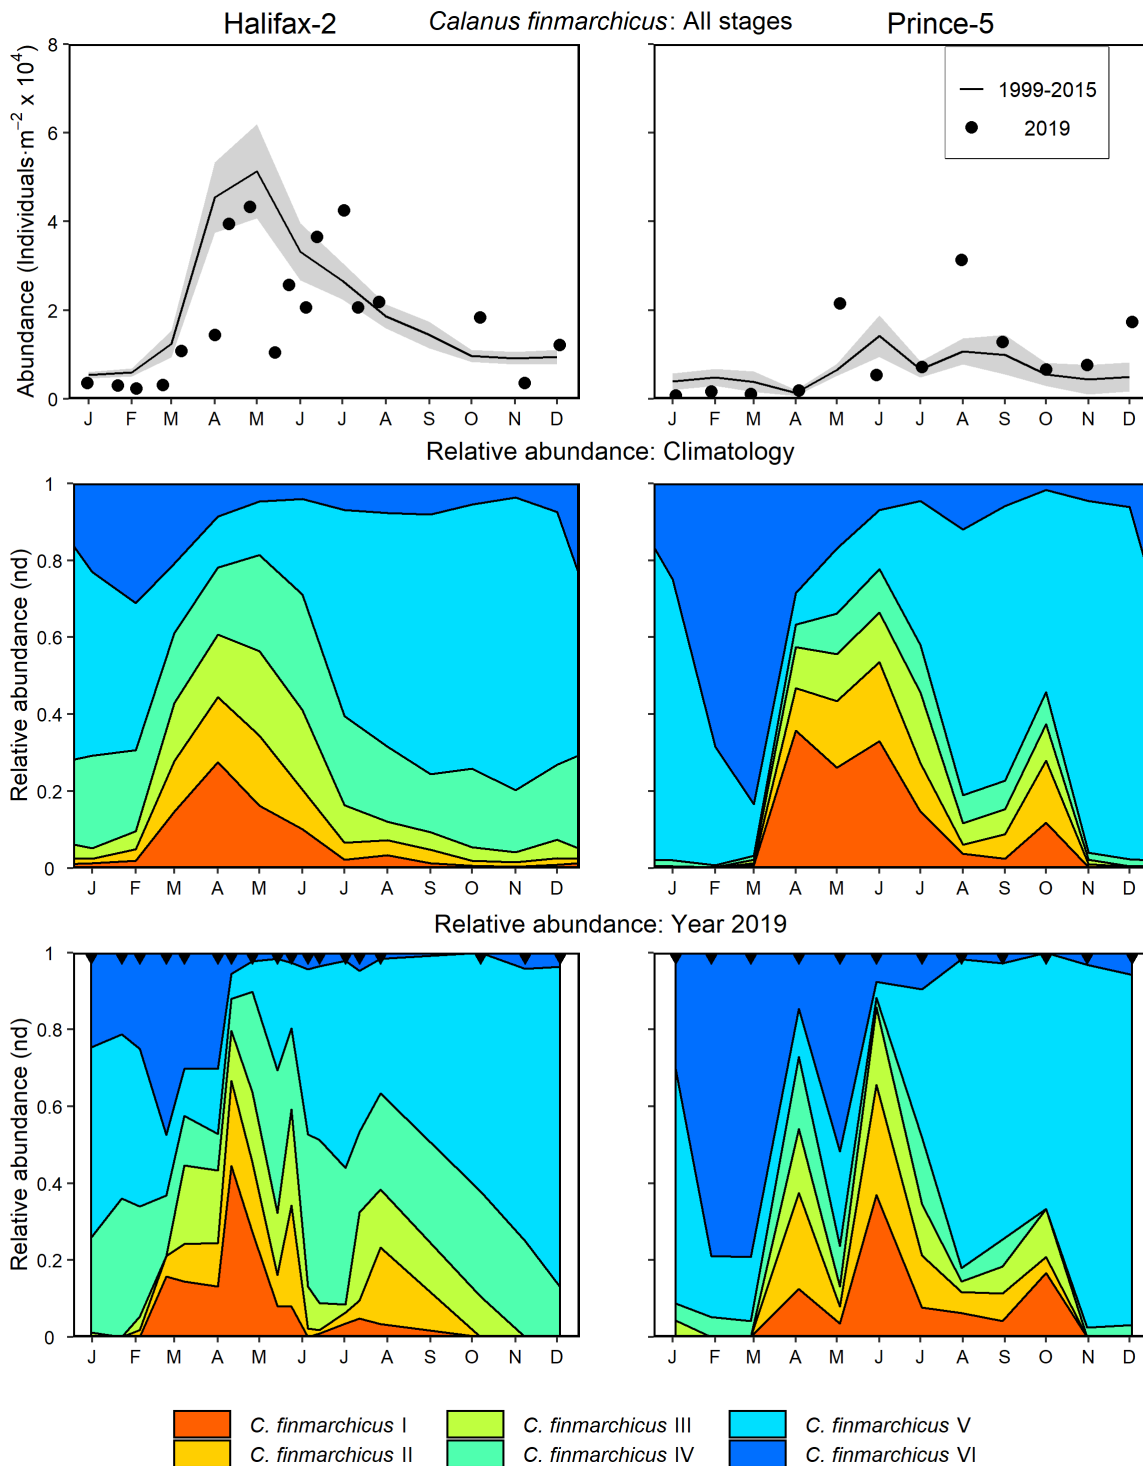 Halifax-2 Calanus finmarchicus: All stages Prince-5
Abundance (Individuals·m⁻² x 10⁴)
8
6
4
2
0
1999-2015
2019
J F M A M J J A S O N D
J F M A M J J A S O N D
Relative abundance: Climatology
Relative abundance (nd)
1
0.8
0.6
0.4
0.2
0
J F M A M J J A S O N D
J F M A M J J A S O N D
Relative abundance: Year 2019
Relative abundance (nd)
1
0.8
0.6
0.4
0.2
0
J F M A M J J A S O N D
J F M A M J J A S O N D
C. finmarchicus I C. finmarchicus III C. finmarchicus V
C. finmarchicus II C. finmarchicus IV C. finmarchicus VI